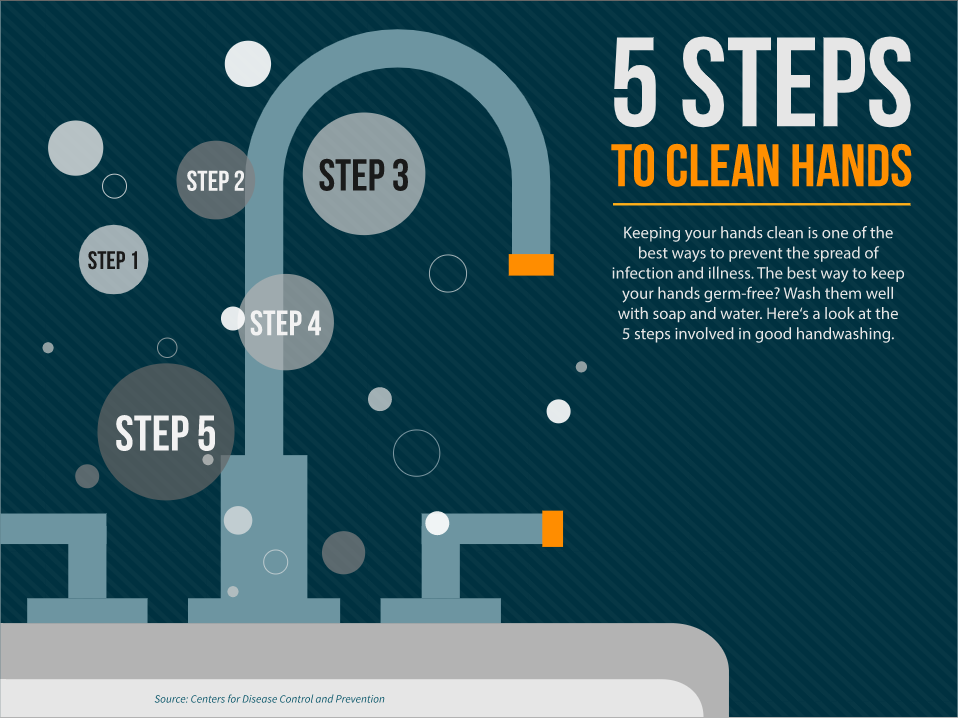 5 STEPS
TO CLEAN HANDS
Keeping your hands clean is one of the
best ways to prevent the spread of
infection and illness. The best way to keep
your hands germ-free? Wash them well
with soap and water. Here's a look at the
5 steps involved in good handwashing.
STEP 1
STEP 2
STEP 3
STEP 4
STEP 5
Source: Centers for Disease Control and Prevention